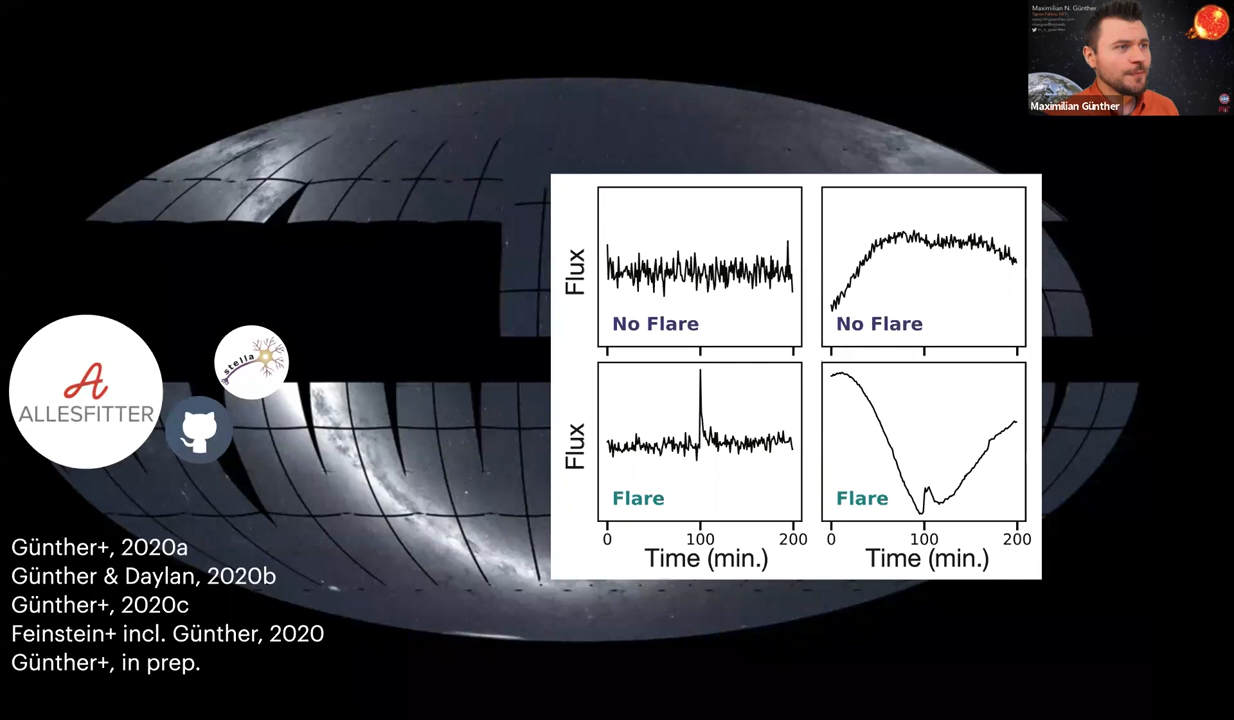 Maximilian N. Günther
Maximilian Günther
Flux
No Flare
No Flare
Flux
Flare
Flare
0
100
200
0
100
200
Time (min.)
Time (min.)
stella
ALLESFITTER
Günther+, 2020a
Günther & Daylan, 2020b
Günther+, 2020c
Feinstein+ incl. Günther, 2020
Günther+, in prep.